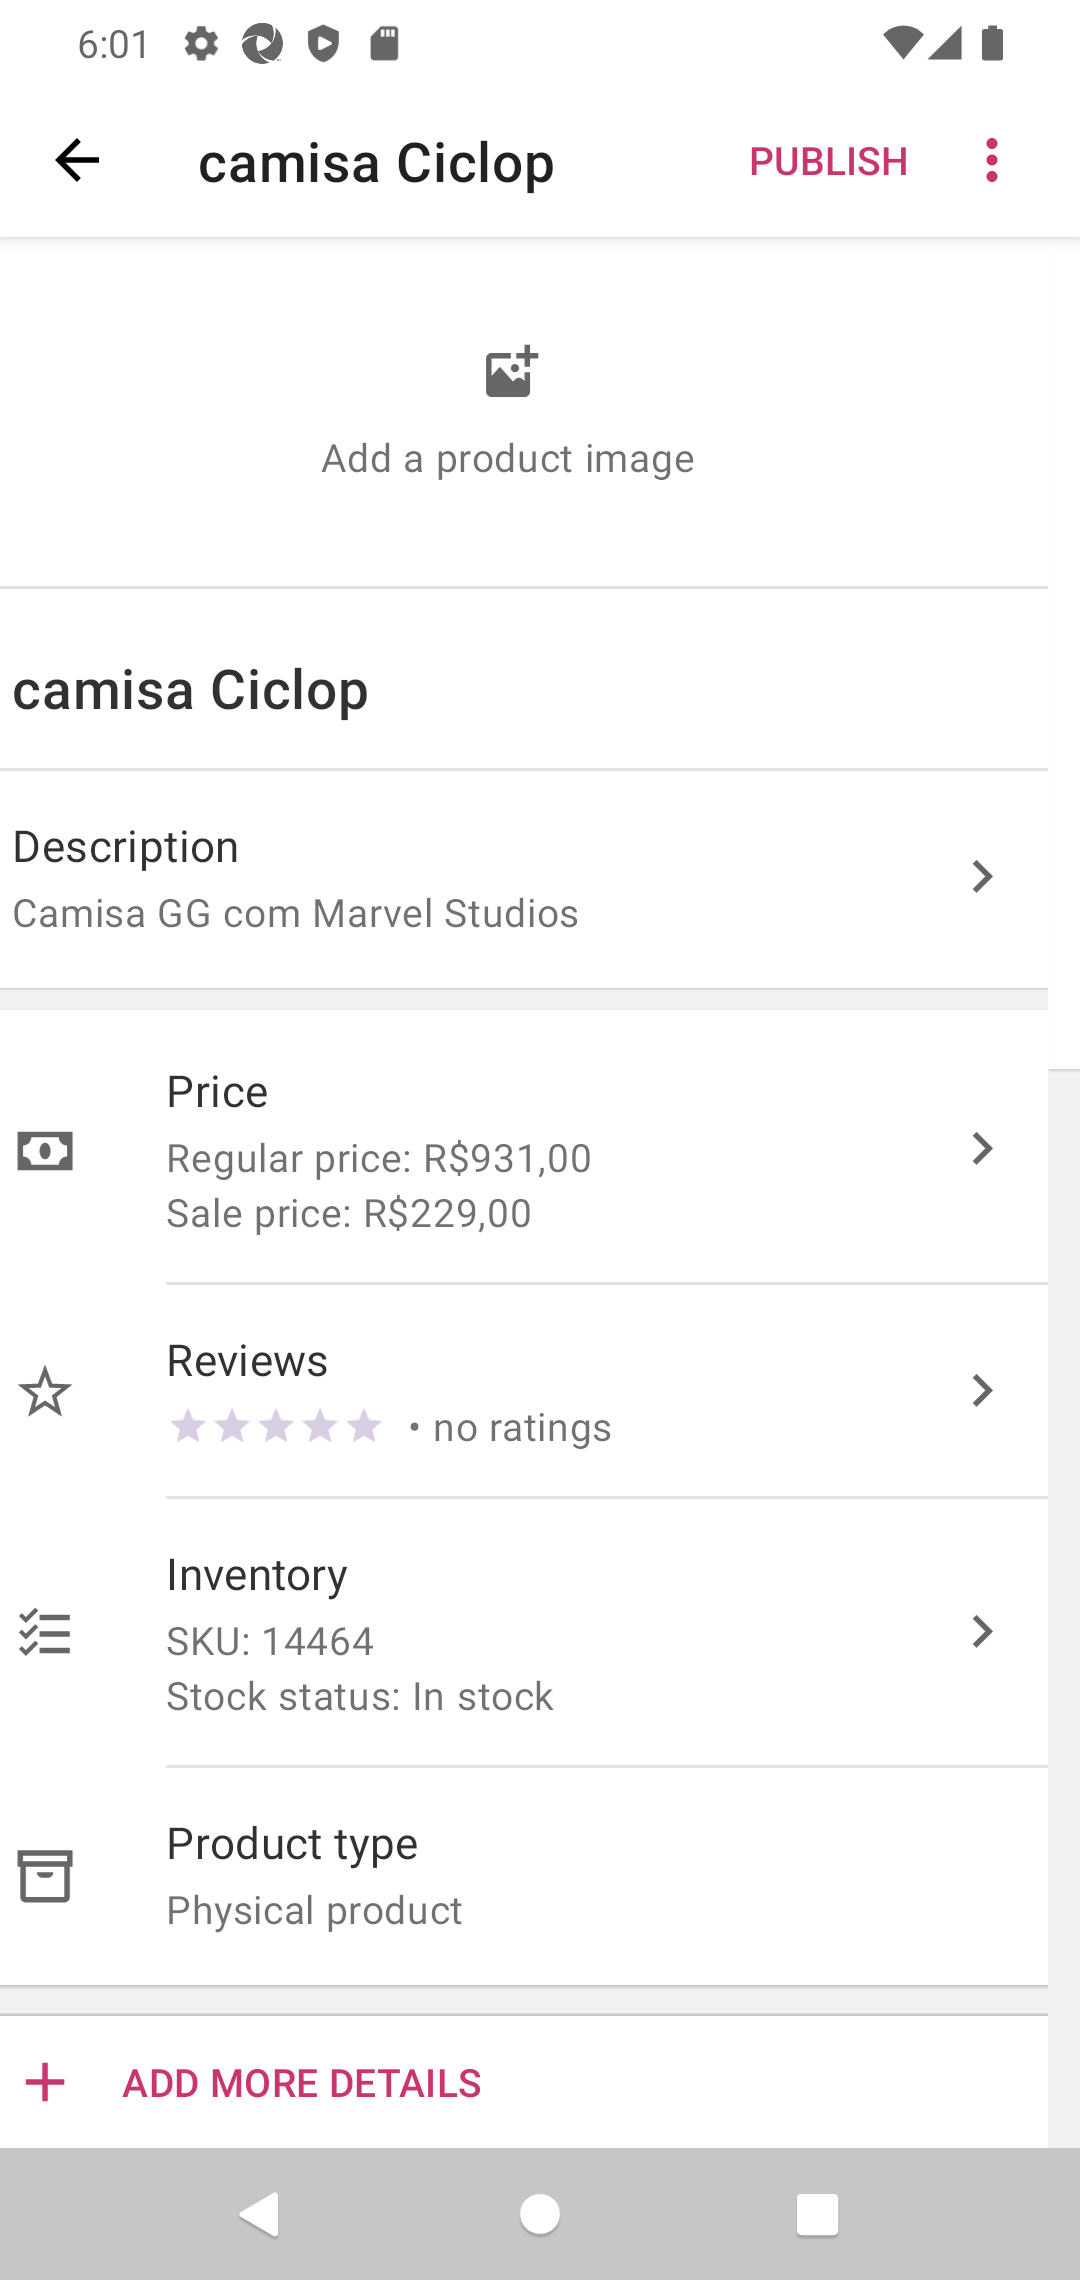 6:01
camisa Ciclop
PUBLISH
Add a product image
camisa Ciclop
Description
Camisa GG com Marvel Studios
Price
Regular price: R$931,00
Sale price: R$229,00
Reviews
• no ratings
Inventory
SKU: 14464
Stock status: In stock
Product type
Physical product
ADD MORE DETAILS